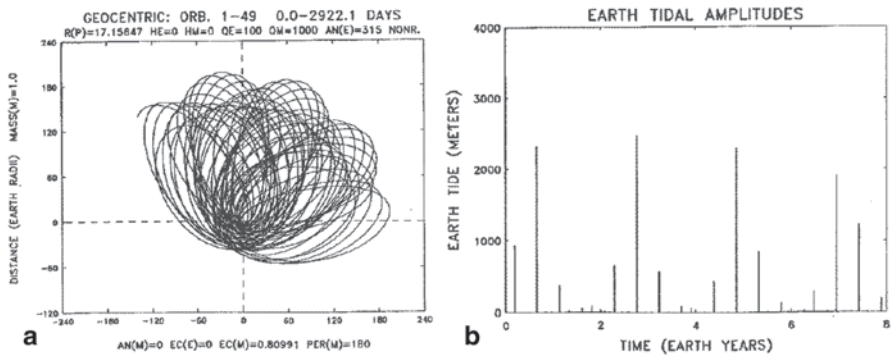 GEOCENTRIC: ORB. 1-49 0.0-2922.1 DAYS
R(P)=17.15847 HE=0 HM=0 QE=100 QM=1000 AN(E)=315 NONR.
DISTANCE (EARTH RADII) MASS(M)=1.0
240
180
120
60
0
-60
-120
-240 -180 -120 -60 0 60 120 180 240
AN(M)=0 EC(E)=0 EC(M)=0.80991 PER(M)=180
a
EARTH TIDAL AMPLITUDES
EARTH TIDE (METERS)
4000
3000
2000
1000
0
0 2 4 6 8
TIME (EARTH YEARS)
b